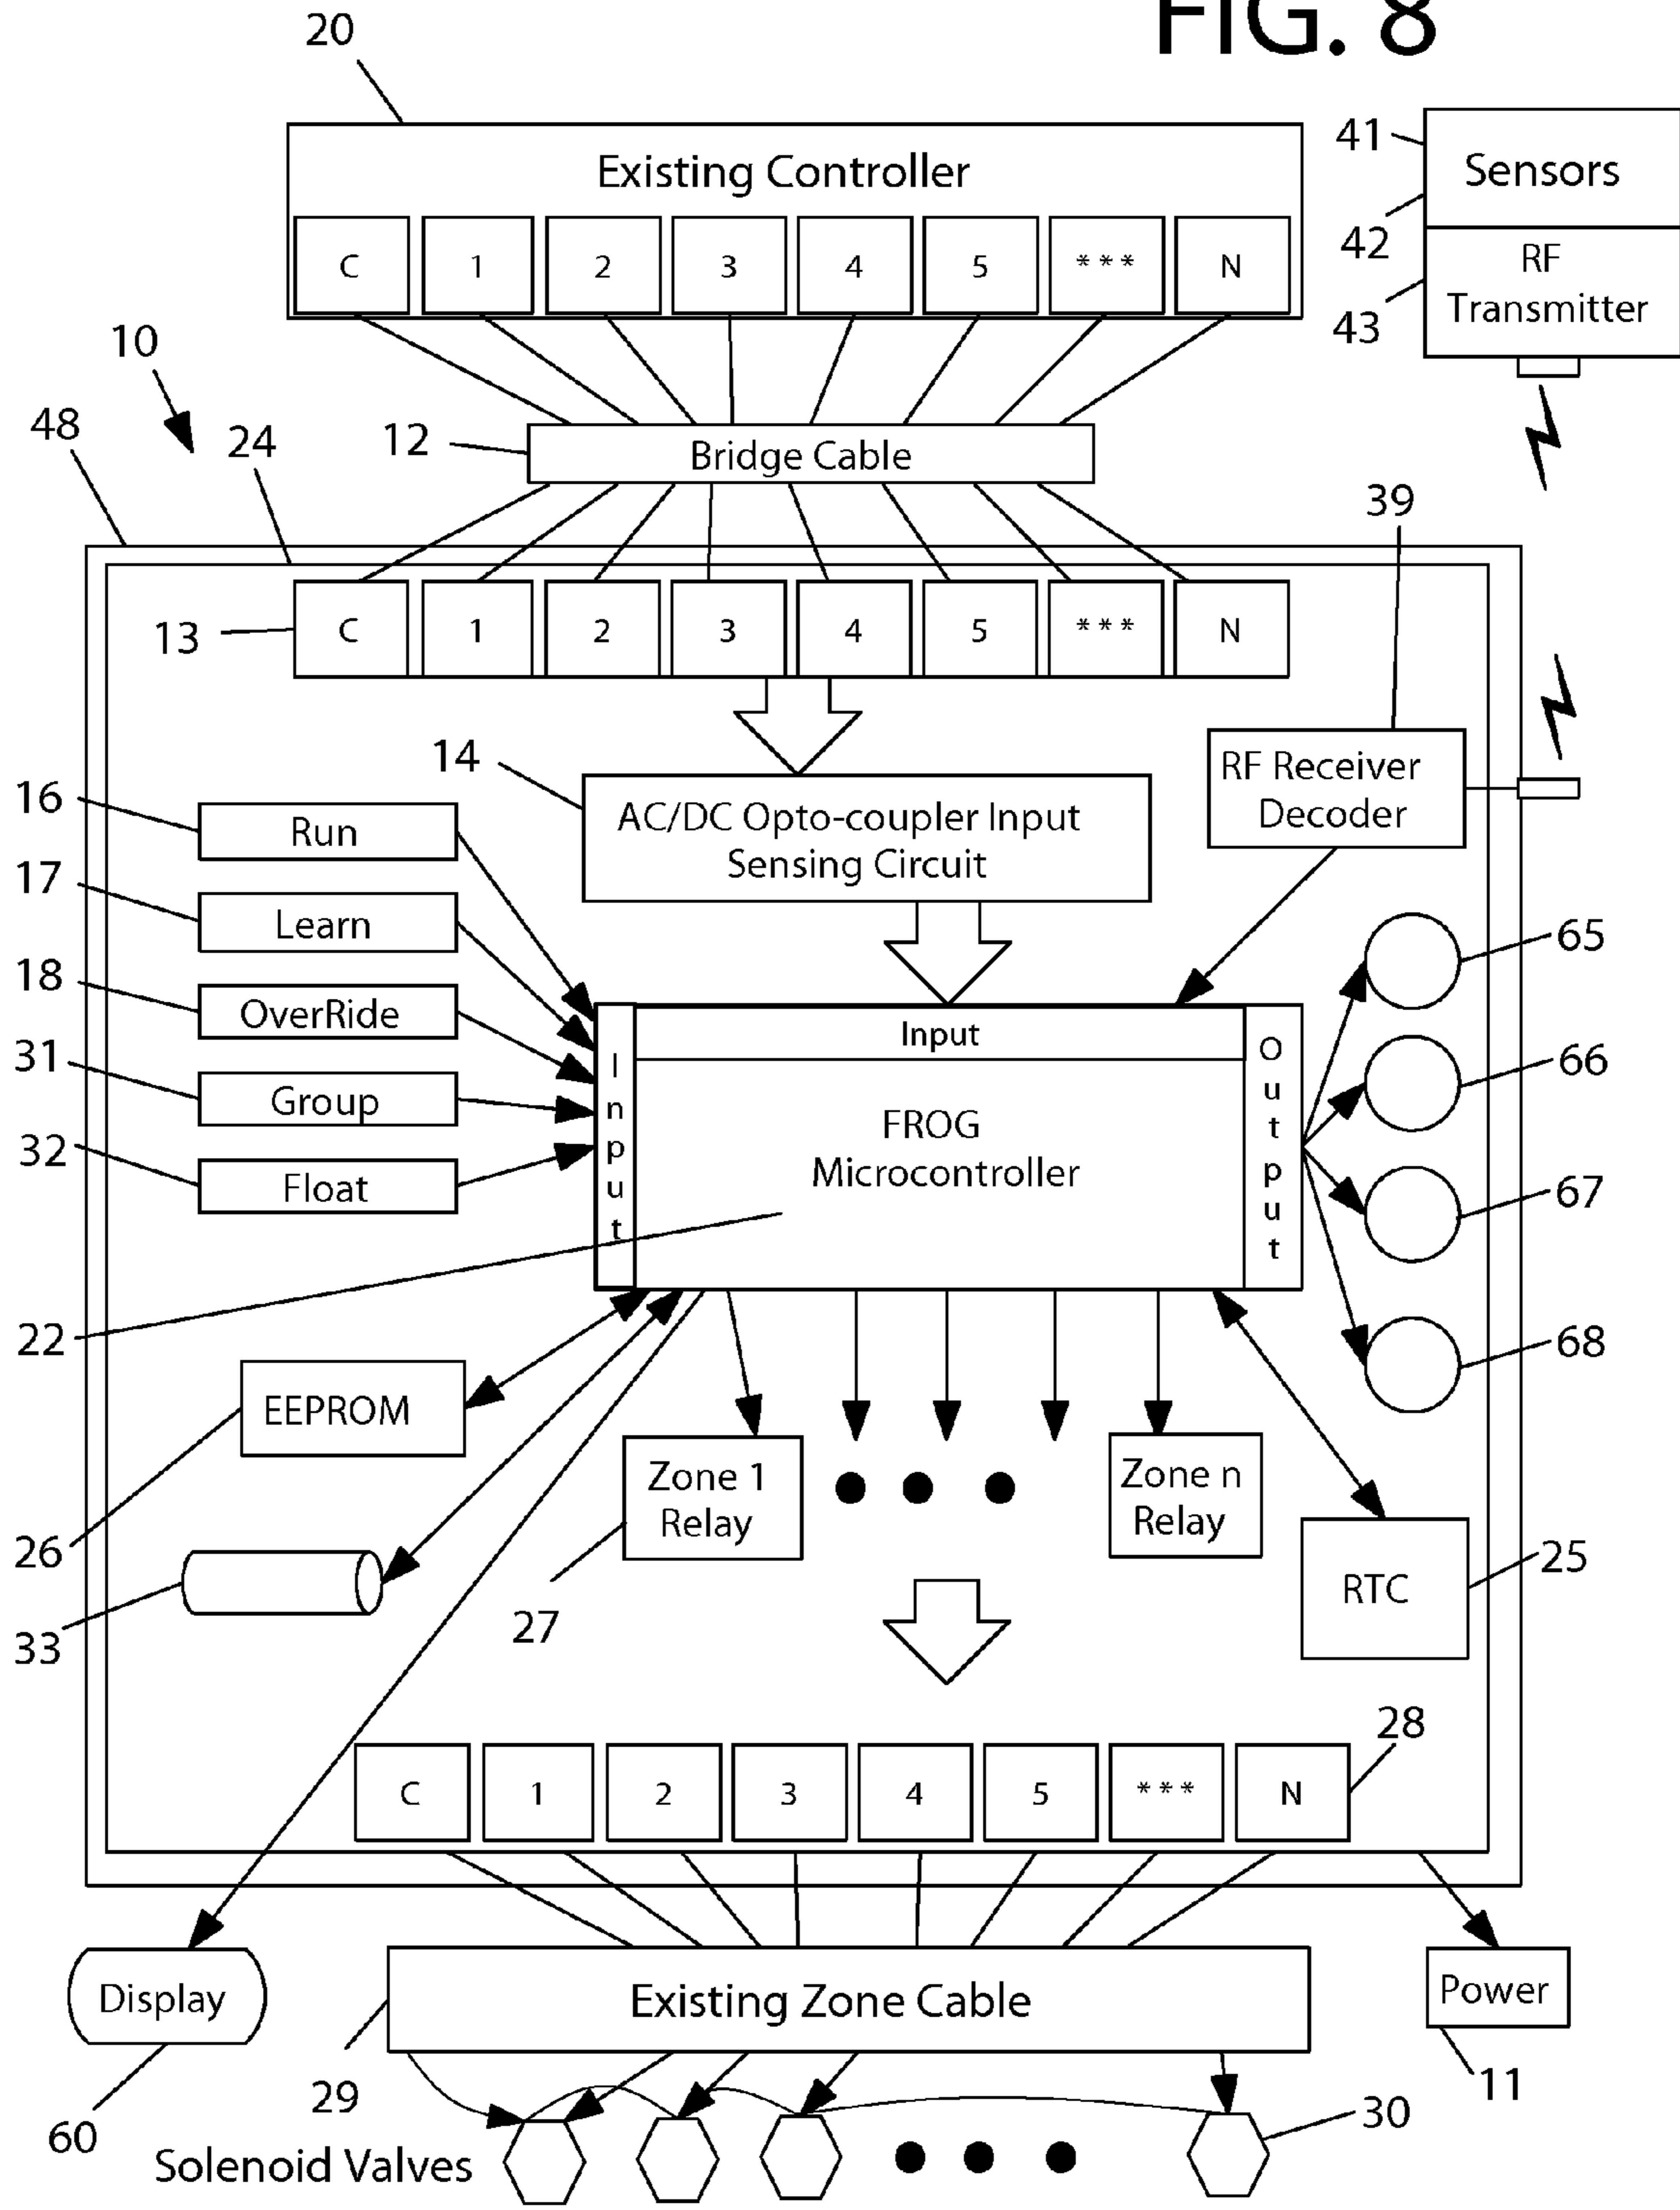 FIG. 8
20
Existing Controller
C 1 2 3 4 5 *** N
41
Sensors
42
RF
Transmitter
43
10
48
24
12
Bridge Cable
39
13
C 1 2 3 4 5 *** N
14
AC/DC Opto-coupler Input
Sensing Circuit
RF Receiver
Decoder
16
Run
17
Learn
18
OverRide
31
Group
32
Float
Input
Input
FROG
Microcontroller
Output
65
66
67
68
22
EEPROM
26
33
Zone 1
Relay
27
Zone n
Relay
RTC
25
28
C 1 2 3 4 5 *** N
Display
60
Existing Zone Cable
29
Power
11
Solenoid Valves
30